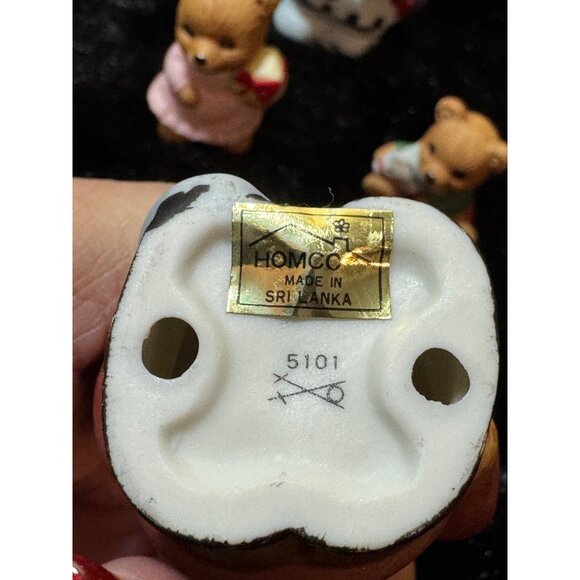 HOMCO
MADE IN
SRI LANKA
5101